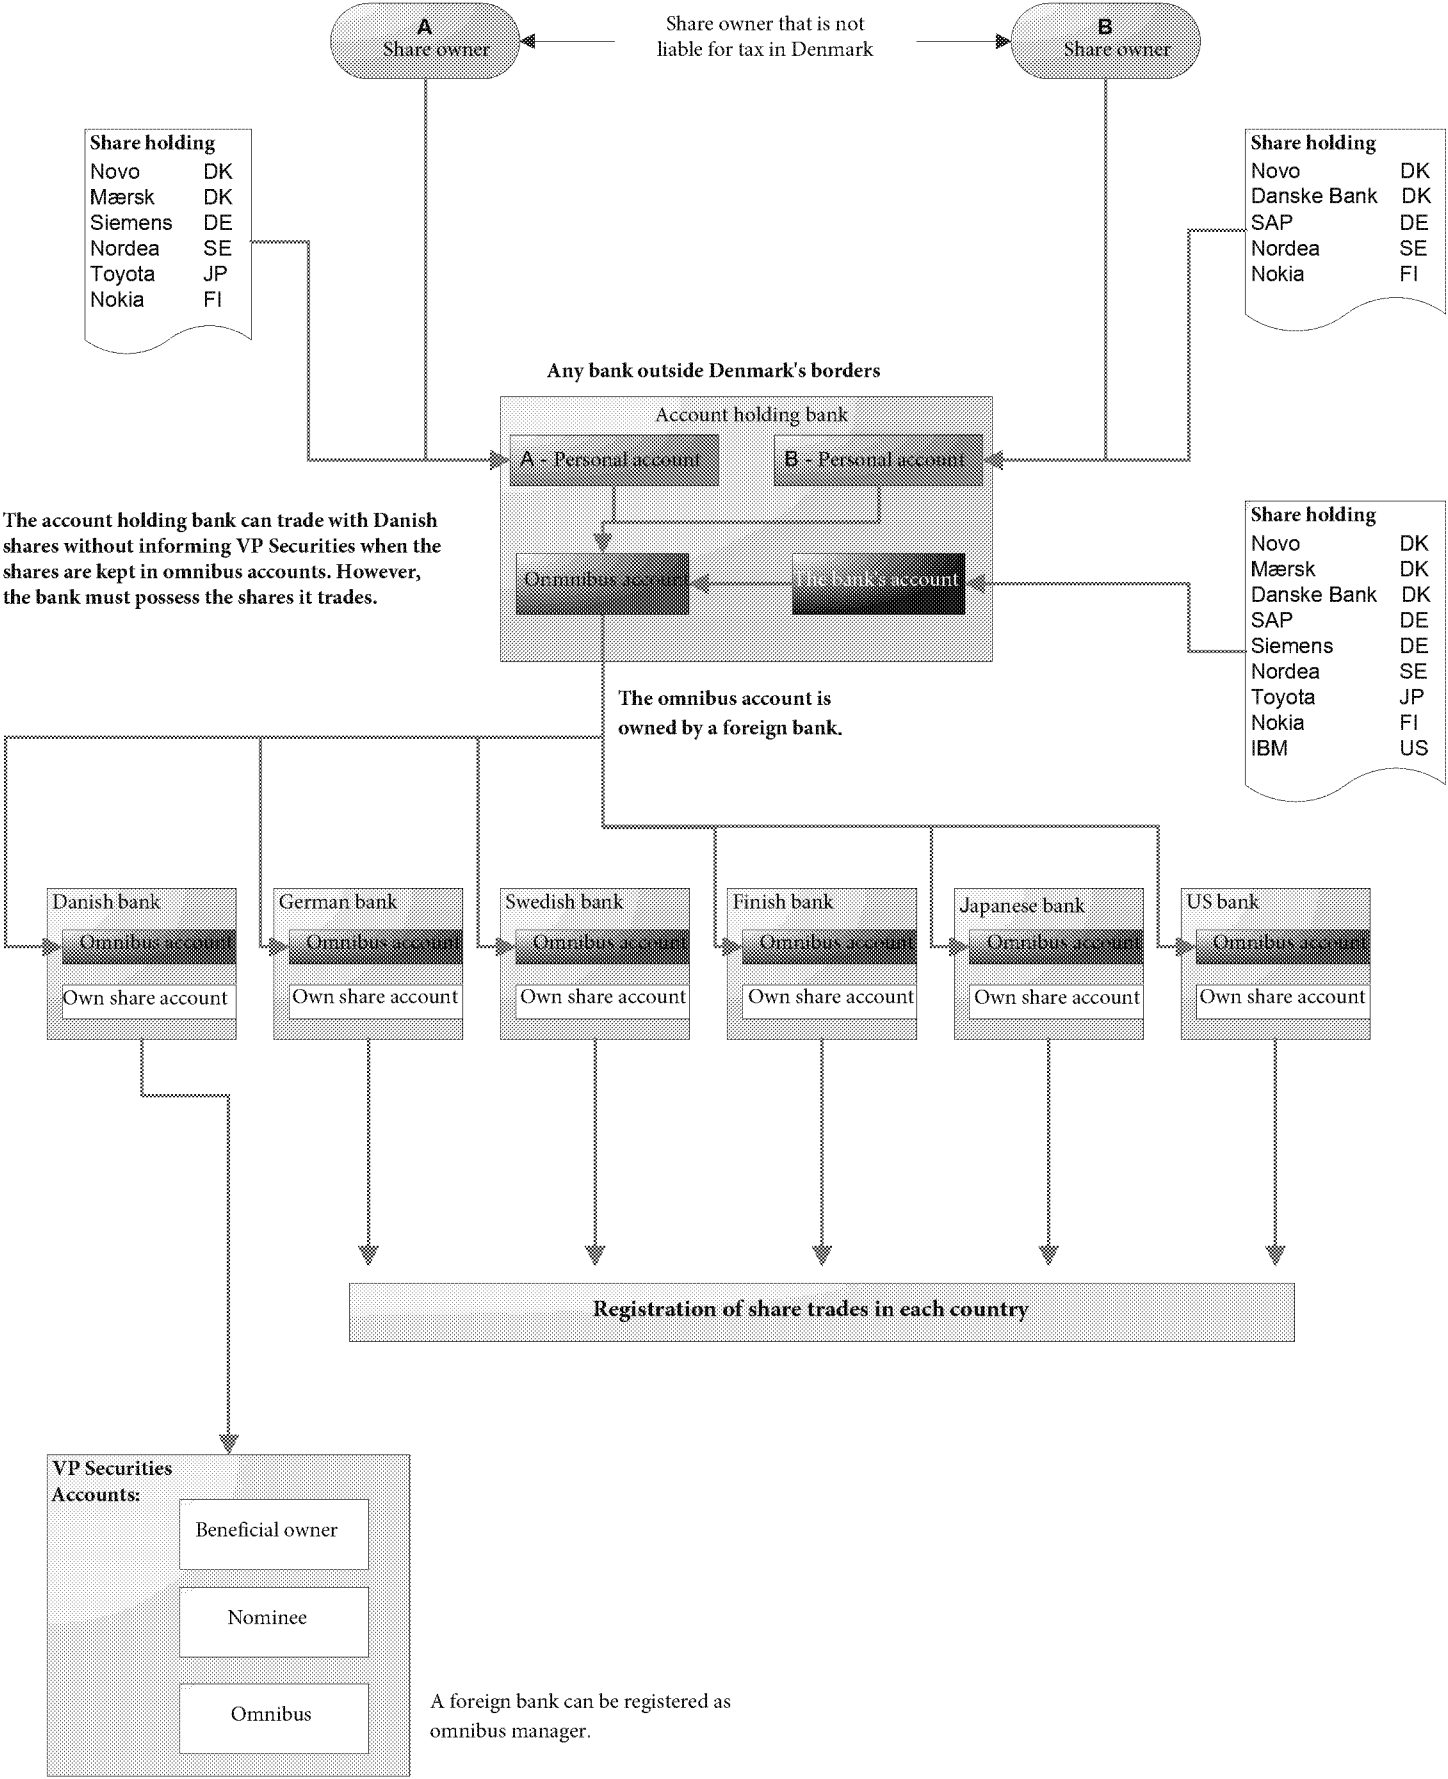 A
Share owner
Share owner that is not
liable for tax in Denmark
B
Share owner
Share holding
Novo DK
Mærsk DK
Siemens DE
Nordea SE
Toyota JP
Nokia FI
Share holding
Novo DK
Danske Bank DK
SAP DE
Nordea SE
Nokia FI
Any bank outside Denmark's borders
Account holding bank
A - Personal account
B - Personal account
The account holding bank can trade with Danish
shares without informing VP Securities when the
shares are kept in omnibus accounts. However,
the bank must possess the shares it trades.
Onmnibus account
The bank's account
Share holding
Novo DK
Mærsk DK
Danske Bank DK
SAP DE
Siemens DE
Nordea SE
Toyota JP
Nokia FI
IBM US
The omnibus account is
owned by a foreign bank.
Danish bank
Omnibus account
Own share account
German bank
Omnibus account
Own share account
Swedish bank
Omnibus account
Own share account
Finish bank
Omnibus account
Own share account
Japanese bank
Omnibus account
Own share account
US bank
Omnibus account
Own share account
Registration of share trades in each country
VP Securities
Accounts:
Beneficial owner
Nominee
Omnibus
A foreign bank can be registered as
omnibus manager.